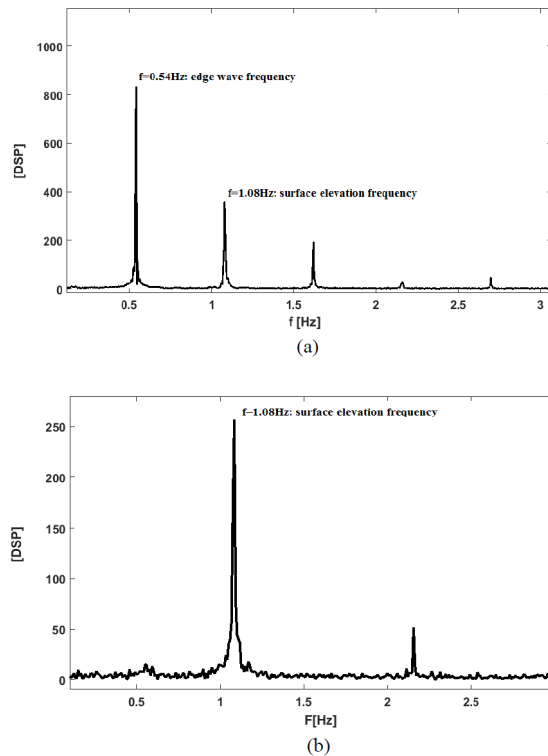 1000
800
600
400
200
0
[DSP]
f=0.54Hz: edge wave frequency
f=1.08Hz: surface elevation frequency
0.5 1 1.5 2 2.5 3
f [Hz]
(a)
250
200
150
100
50
0
[DSP]
f=1.08Hz: surface elevation frequency
0.5 1 1.5 2 2.5
F[Hz]
(b)